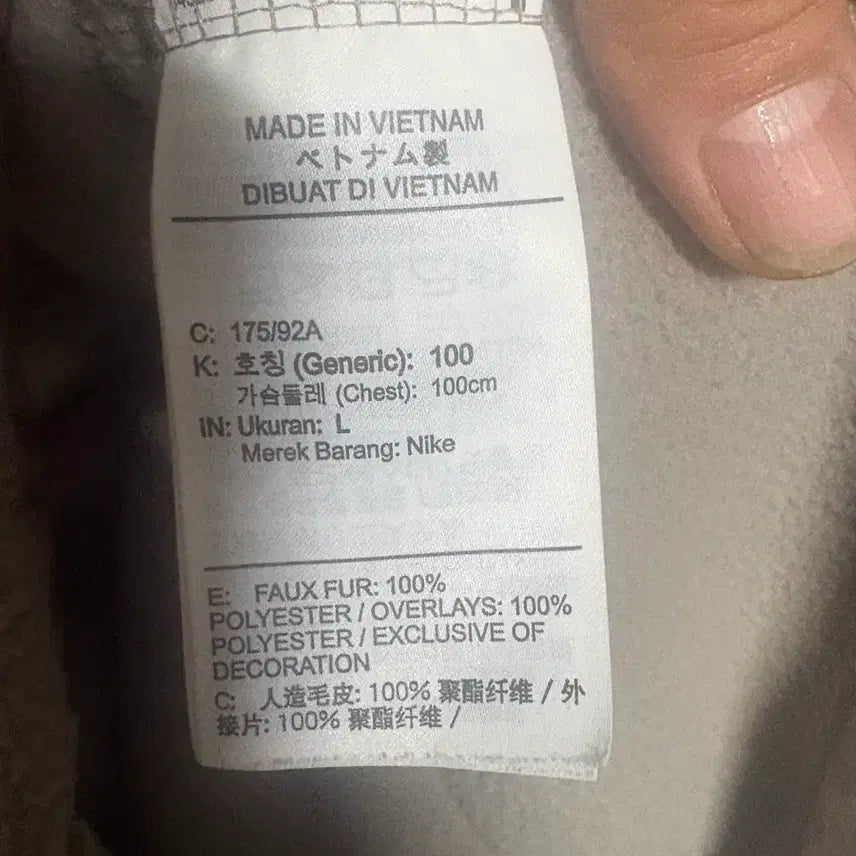 MADE IN VIETNAM
ベトナム製
DIBUAT DI VIETNAM
C: 175/92A
K: 호칭 (Generic): 100
가슴둘레 (Chest): 100cm
IN: Ukuran: L
Merek Barang: Nike
E: FAUX FUR: 100%
POLYESTER / OVERLAYS: 100%
POLYESTER / EXCLUSIVE OF
DECORATION
C: 人造毛皮: 100% 聚酯纤维 / 外
接片: 100% 聚酯纤维 /